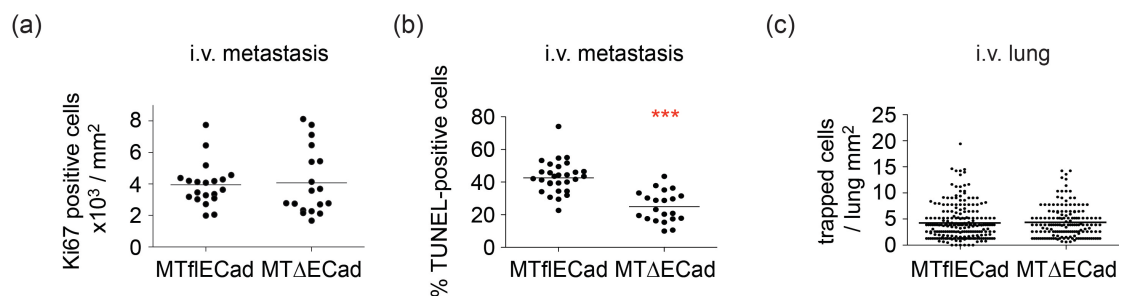 (a)
i.v. metastasis
Ki67 positive cells
x10³ / mm²
8
6
4
2
0
MTflECad MTΔECad
(b)
i.v. metastasis
% TUNEL-positive cells
80
60
40
20
0
***
MTflECad MTΔECad
(c)
i.v. lung
trapped cells
/ lung mm²
25
20
15
10
5
0
MTflECad MTΔECad